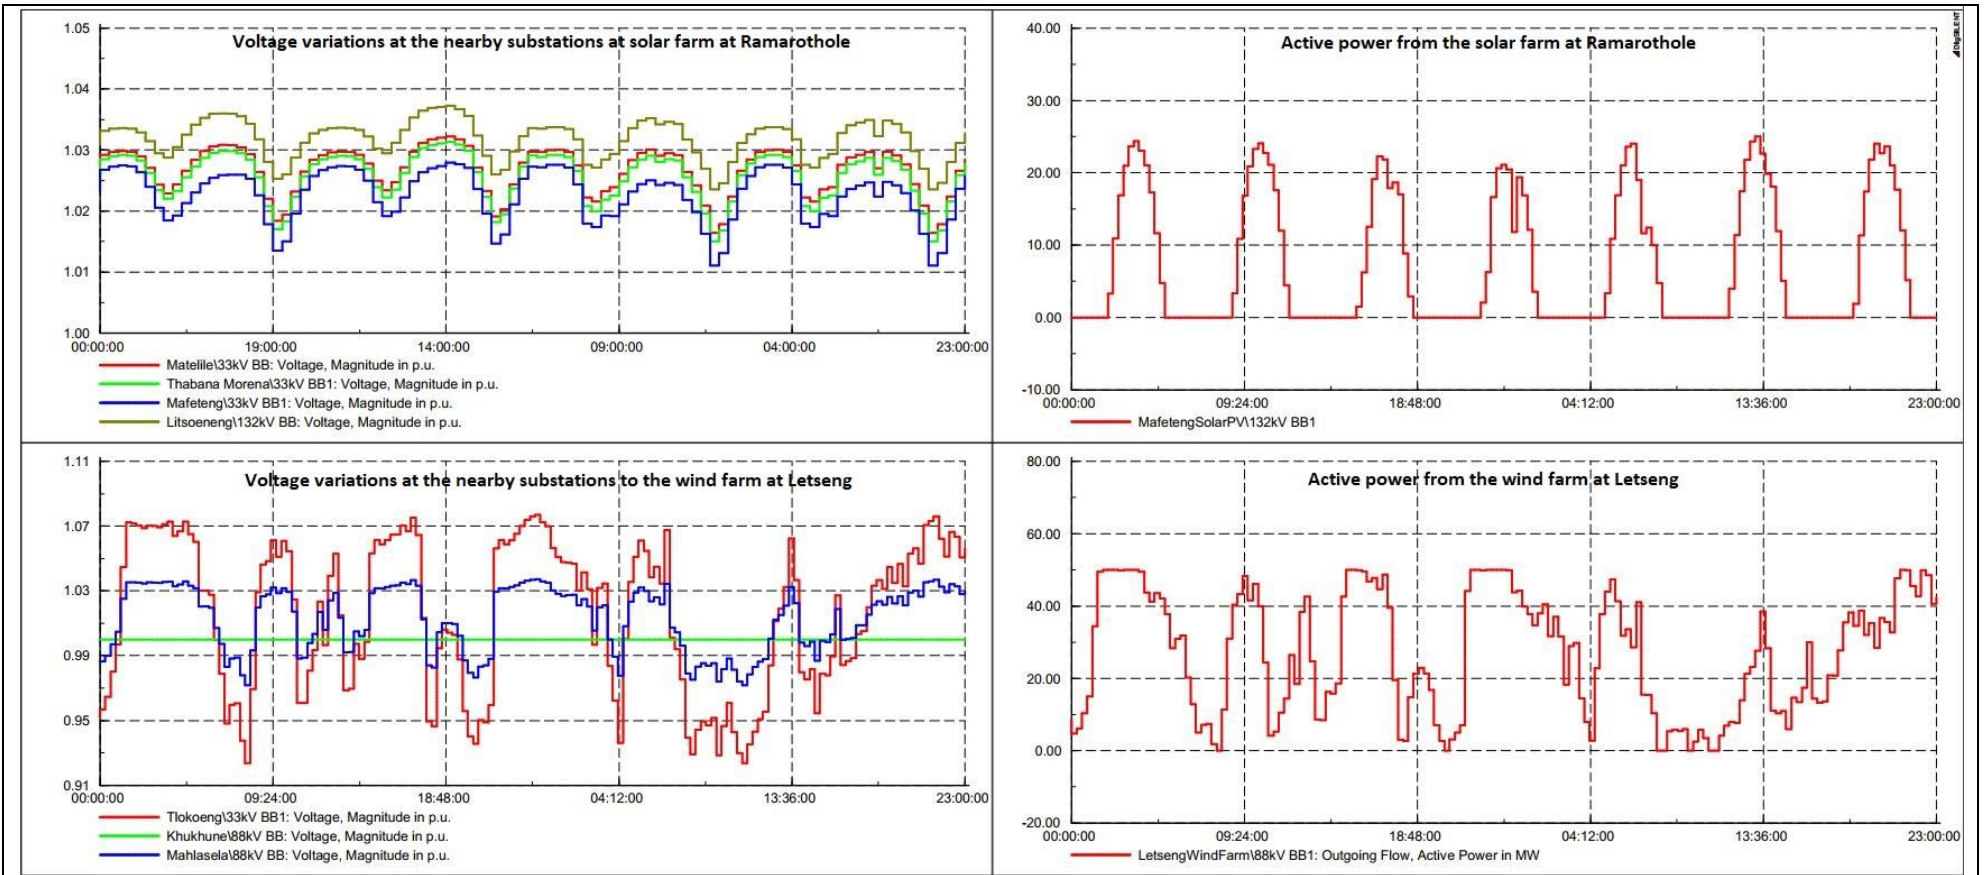 Voltage variations at the nearby substations at solar farm at Ramarothole
1.05
1.04
1.03
1.02
1.01
1.00
00:00:00 19:00:00 14:00:00 09:00:00 04:00:00 23:00:00
Matelile\33kV BB: Voltage, Magnitude in p.u.
Thabana Morena\33kV BB1: Voltage, Magnitude in p.u.
Mafeteng\33kV BB1: Voltage, Magnitude in p.u.
Litsoeneng\132kV BB: Voltage, Magnitude in p.u.
Active power from the solar farm at Ramarothole
DIgSILENT
40.00
30.00
20.00
10.00
0.00
-10.00
00:00:00 09:24:00 18:48:00 04:12:00 13:36:00 23:00:00
MafetengSolarPV\132kV BB1
Voltage variations at the nearby substations to the wind farm at Letseng
1.11
1.07
1.03
0.99
0.95
0.91
00:00:00 09:24:00 18:48:00 04:12:00 13:36:00 23:00:00
Tlokoeng\33kV BB1: Voltage, Magnitude in p.u.
Khukhune\88kV BB: Voltage, Magnitude in p.u.
Mahlasela\88kV BB: Voltage, Magnitude in p.u.
Active power from the wind farm at Letseng
80.00
60.00
40.00
20.00
0.00
-20.00
00:00:00 09:24:00 18:48:00 04:12:00 13:36:00 23:00:00
LetsengWindFarm\88kV BB1: Outgoing Flow, Active Power in MW